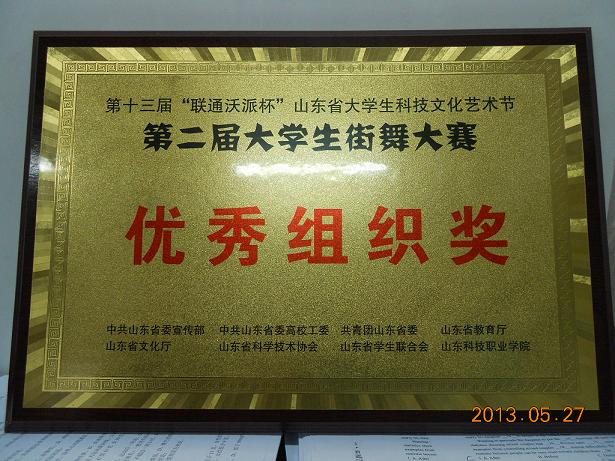 第十三届“联通沃派杯”山东省大学生科技文化艺术节
第二届大学生街舞大赛
优秀组织奖
中共山东省委宣传部 中共山东省委高校工委 共青团山东省委 山东省教育厅
山东省文化厅 山东省科学技术协会 山东省学生联合会 山东科技职业学院
2013.05.27